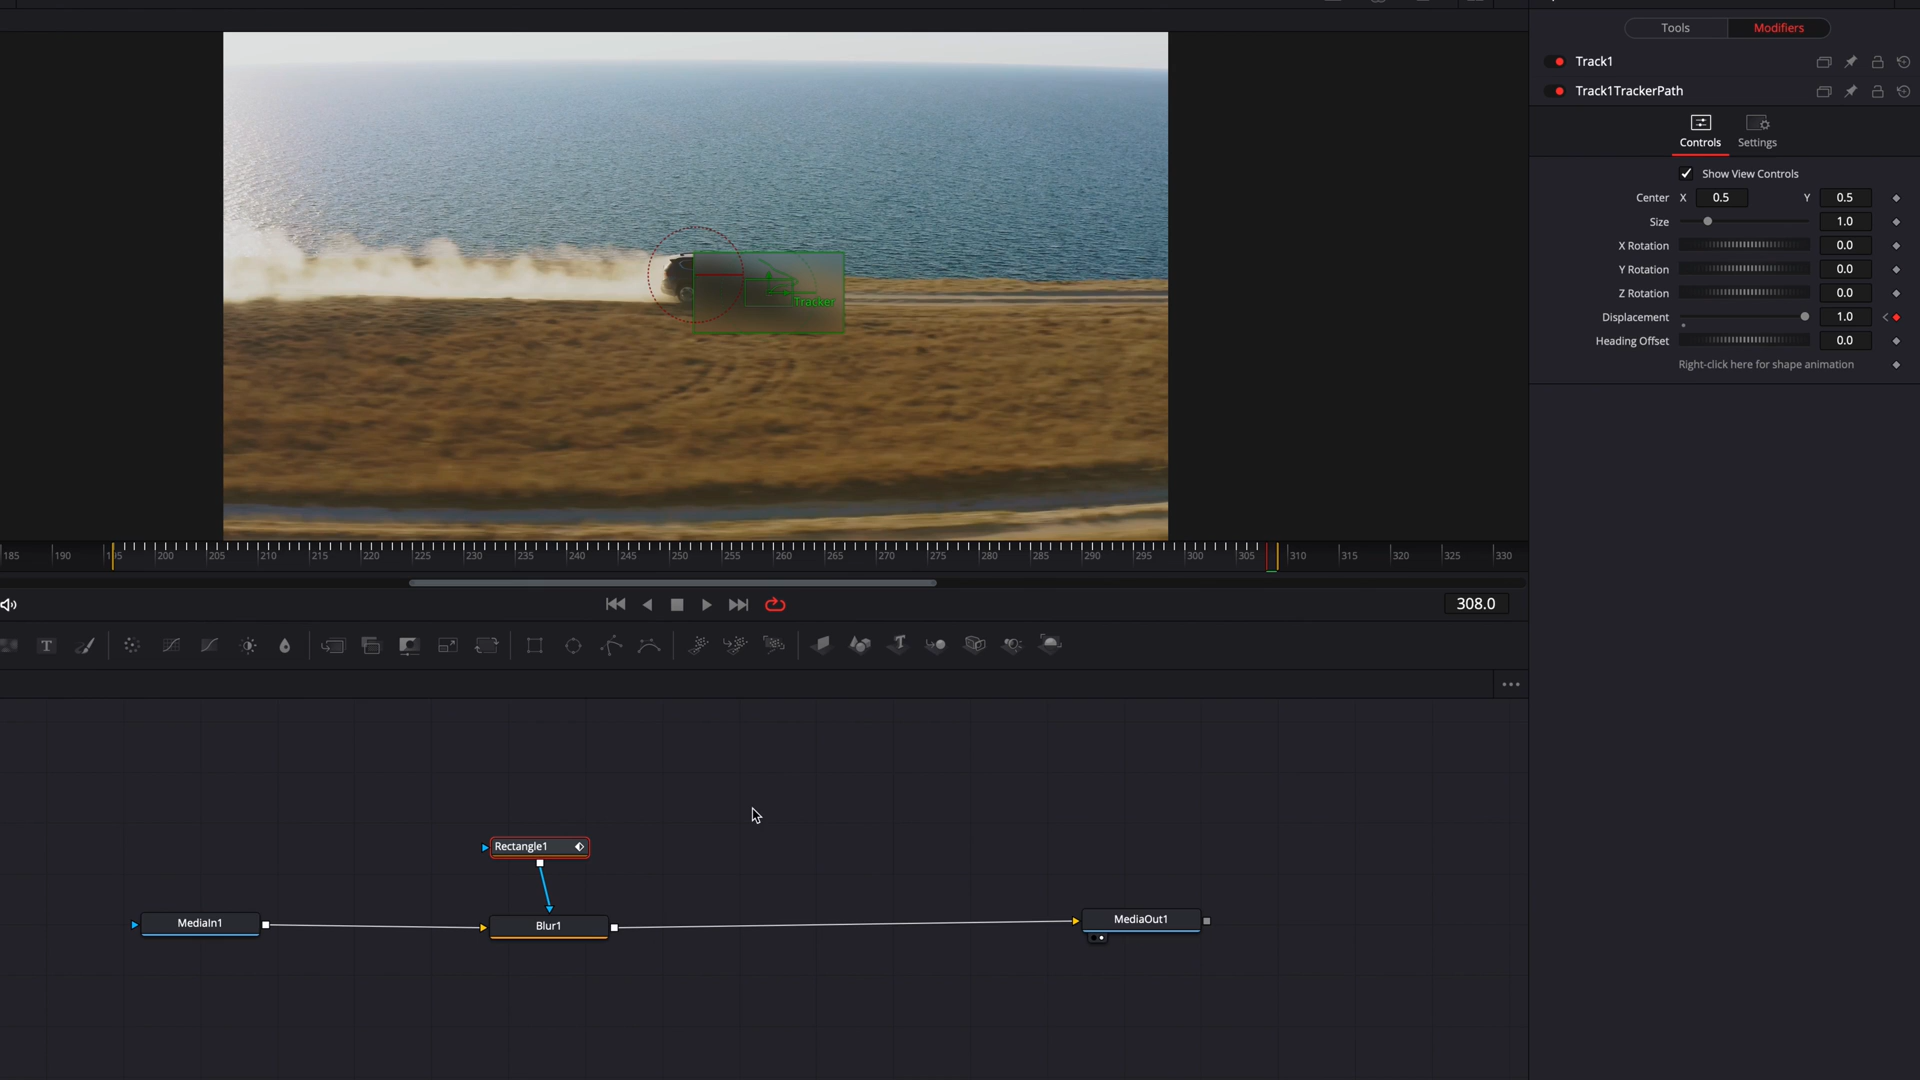 Tools Modifiers
Track1
Track1TrackerPath
Controls Settings
Show View Controls
Center X 0.5 Y 0.5
Size 1.0
X Rotation 0.0
Y Rotation 0.0
Z Rotation 0.0
Displacement 1.0
Heading Offset 0.0
Right-click here for shape animation
Tracker
185 190 195 200 205 210 215 220 225 230 235 240 245 250 255 260 265 270 275 280 285 290 295 300 305 310 315 320 325 330
308.0
Rectangle1
MediaIn1
Blur1
MediaOut1